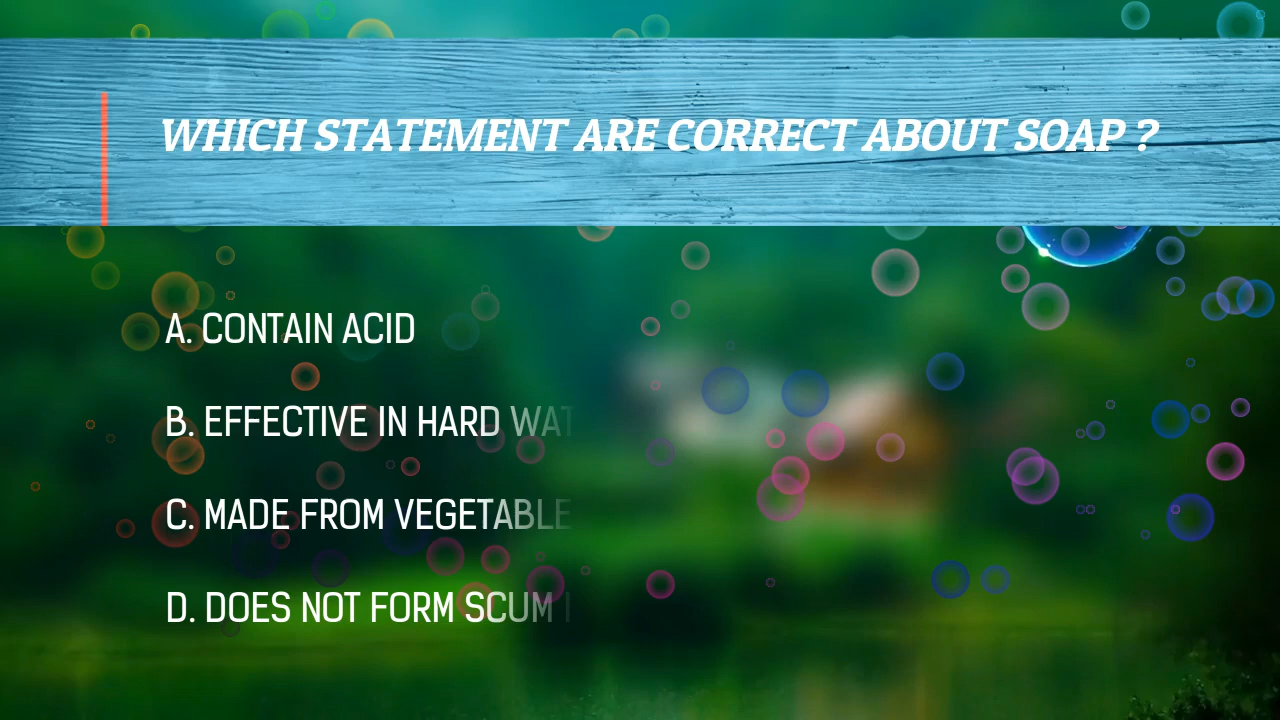 WHICH STATEMENT ARE CORRECT ABOUT SOAP ?
A. CONTAIN ACID
B. EFFECTIVE IN HARD WAT
C. MADE FROM VEGETABLE
D. DOES NOT FORM SCUM